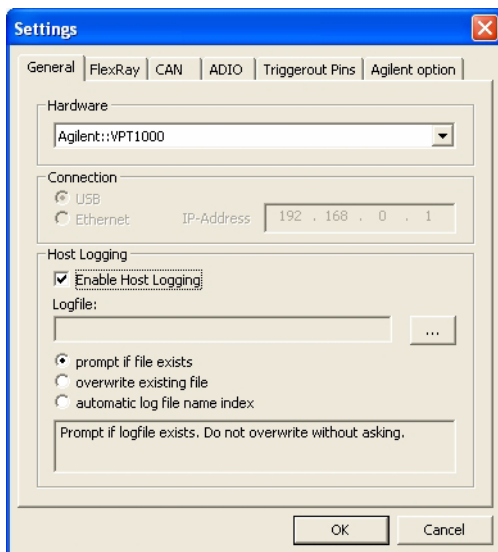 Settings
General FlexRay CAN ADIO Triggerout Pins Agilent option
Hardware
Agilent::VPT1000
Connection
USB
Ethernet IP-Address 192 . 168 . 0 . 1
Host Logging
Enable Host Logging
Logfile:
...
prompt if file exists
overwrite existing file
automatic log file name index
Prompt if logfile exists. Do not overwrite without asking.
OK Cancel